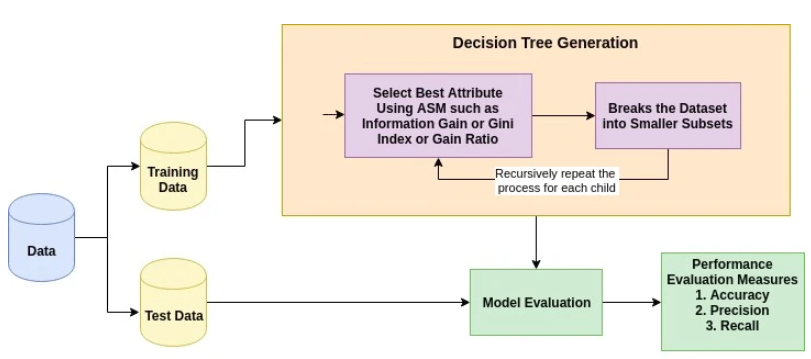 Decision Tree Generation
Select Best Attribute
Using ASM such as
Information Gain or Gini
Index or Gain Ratio
Breaks the Dataset
into Smaller Subsets
Recursively repeat the
process for each child
Training
Data
Data
Test Data
Model Evaluation
Performance
Evaluation Measures
1. Accuracy
2. Precision
3. Recall